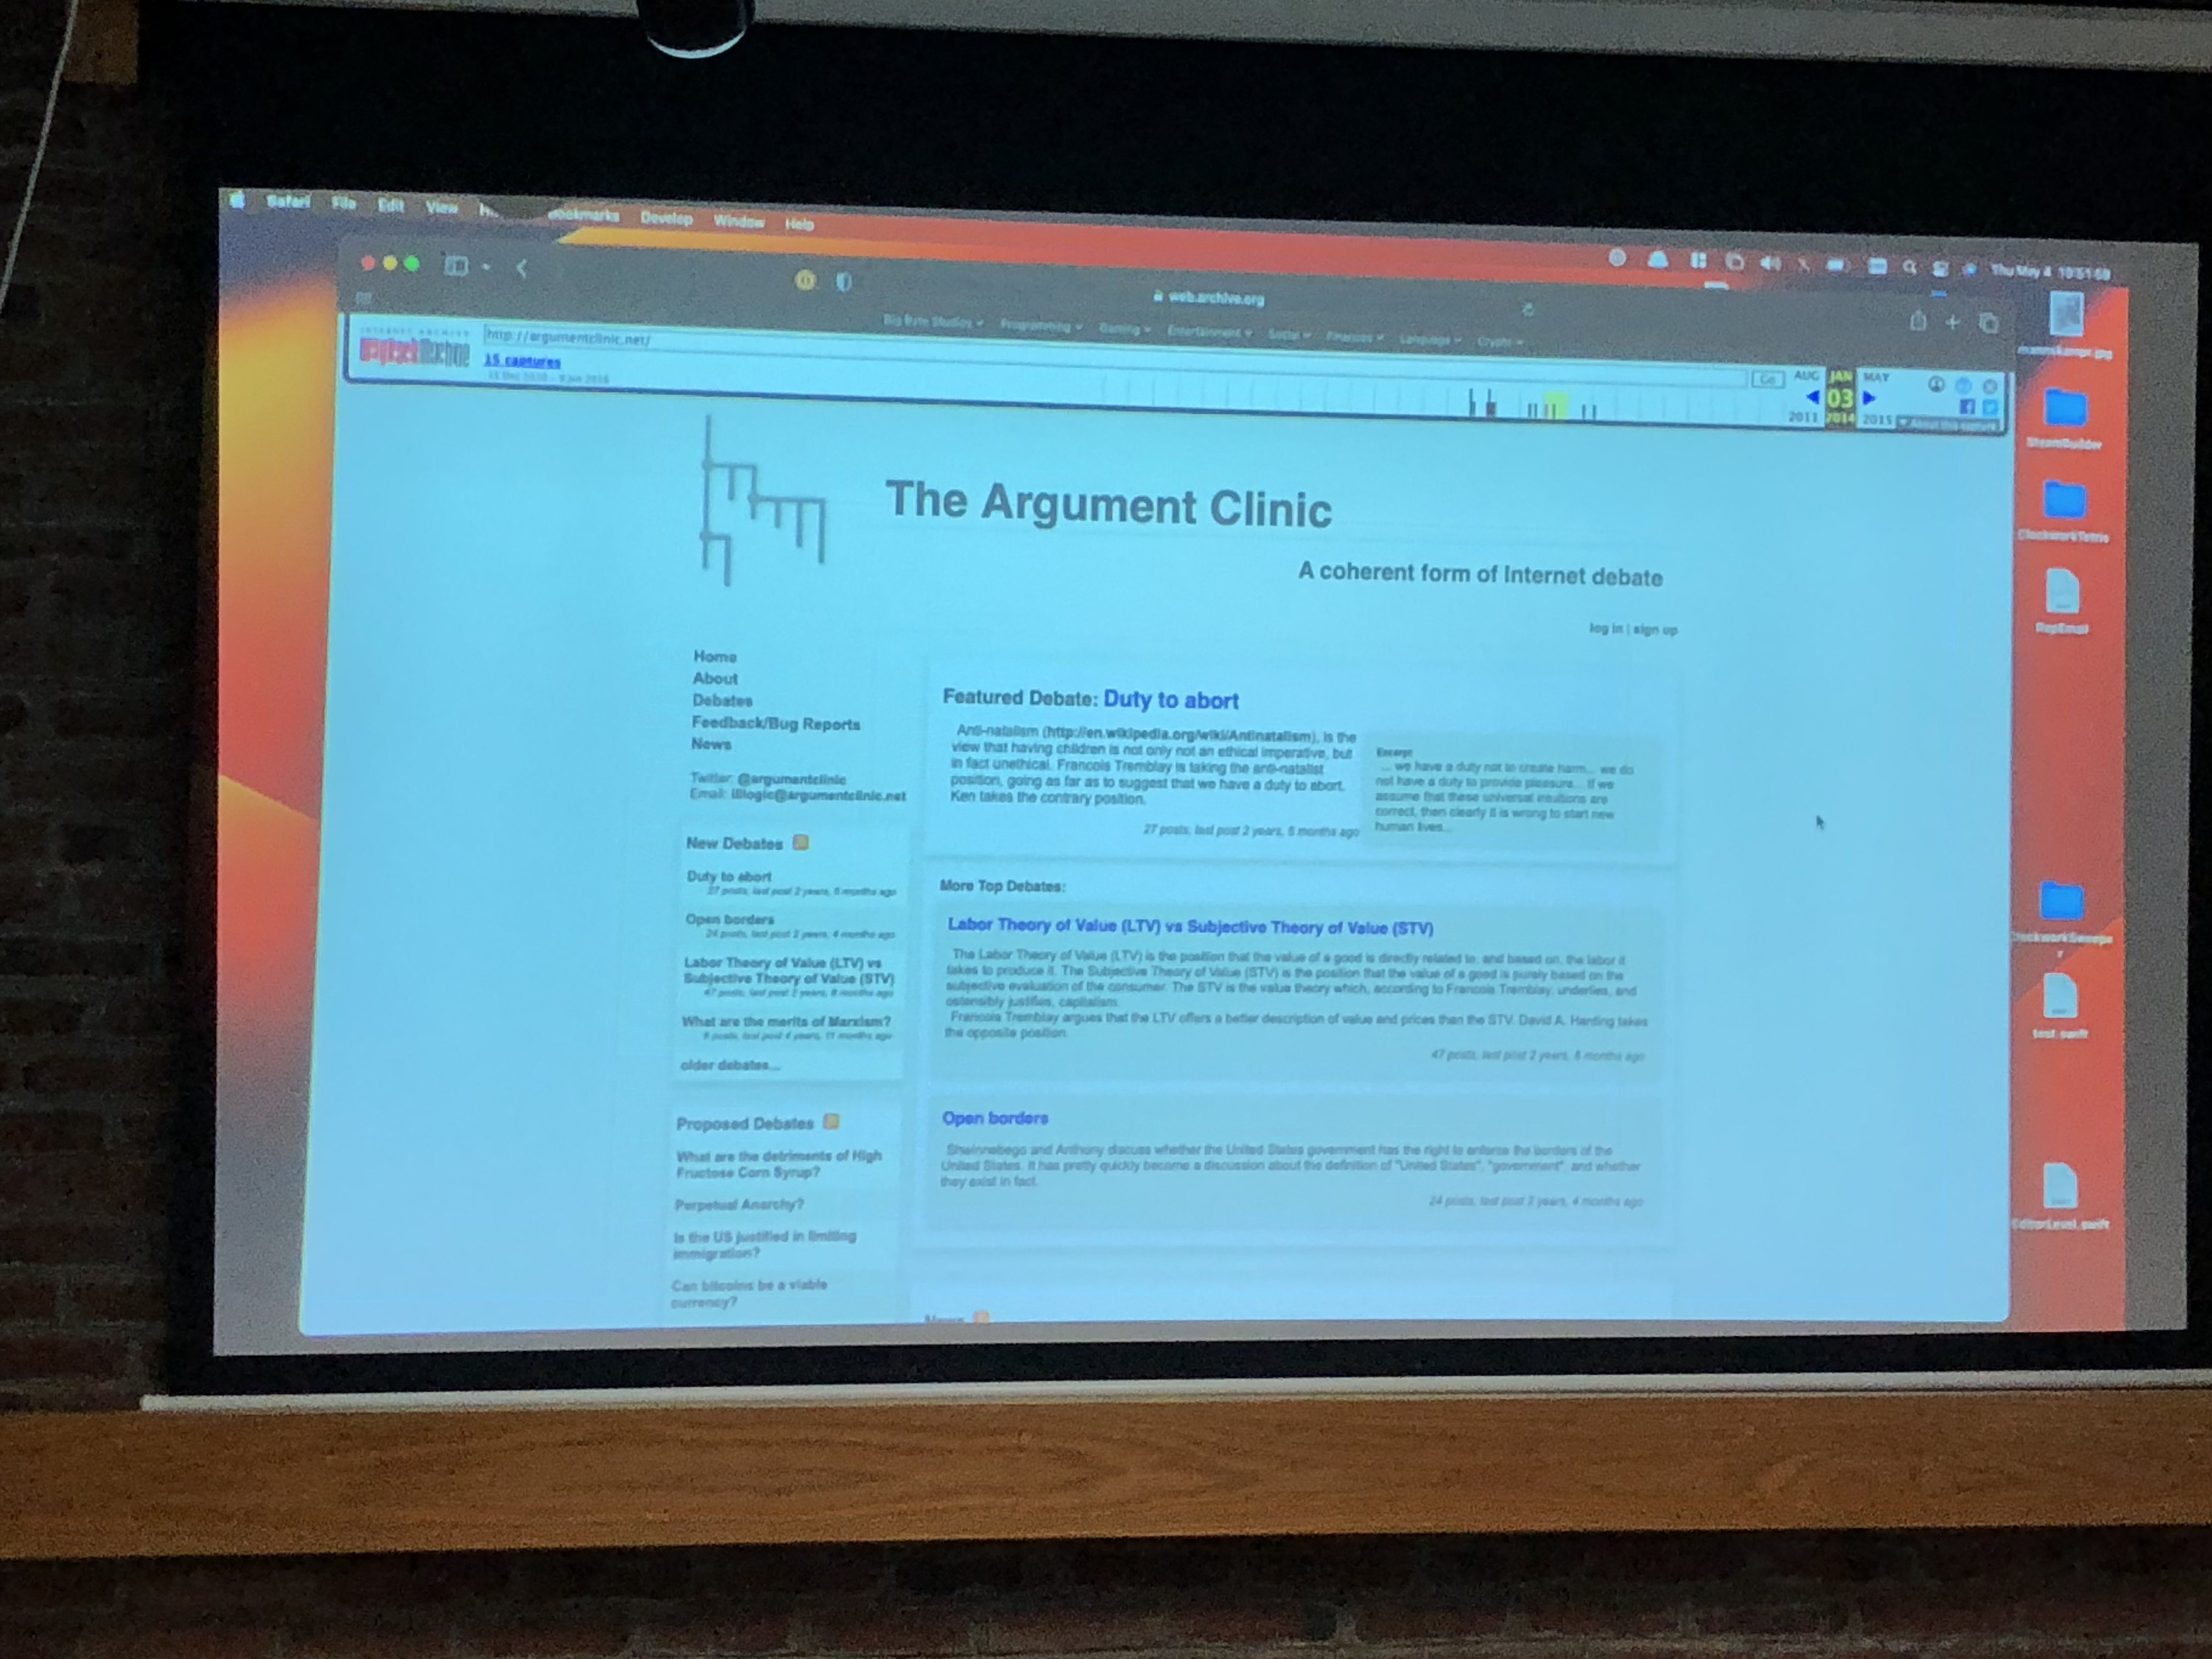 Safari File Edit View ookmarks Develop Window Help
Thu May 4 10:51:59
web.archive.org
Big Byte Studios Programming Gaming Entertainment Social Finances Language Crypto
INTERNET ARCHIVE
WayBackMachine
http://argumentclinic.net/
Go
15 captures
AUG JAN MAY
03
2011 2014 2015
About this capture
SteamBuilder
ClockworkTetris
RepEmail
test.swift
EditorLevel.swift
The Argument Clinic
A coherent form of Internet debate
log in | sign up
Home
About
Debates
Feedback/Bug Reports
News
Twitter: @argumentclinic
Email: illogic@argumentclinic.net
New Debates
Duty to abort
27 posts, last post 2 years, 6 months ago
Open borders
24 posts, last post 2 years, 4 months ago
Labor Theory of Value (LTV) vs
Subjective Theory of Value (STV)
47 posts, last post 2 years, 8 months ago
What are the merits of Marxism?
posts, last post 4 years, 11 months ago
older debates...
Proposed Debates
What are the detriments of High
Fructose Corn Syrup?
Perpetual Anarchy?
Is the US justified in limiting
immigration?
Can bitcoins be a viable
currency?
Featured Debate: Duty to abort
Anti-natalism (http://en.wikipedia.org/wiki/Antinatalism), is the
view that having children is not only not an ethical imperative, but
in fact unethical. Francois Tremblay is taking the anti-natalist
position, going as far as to suggest that we have a duty to abort.
Ken takes the contrary position.
27 posts, last post 2 years, 6 months ago
Excerpt
... we have a duty not to create harm... we do
not have a duty to provide pleasure... If we
assume that these universal intuitions are
correct, then clearly it is wrong to start new
human lives...
More Top Debates:
Labor Theory of Value (LTV) vs Subjective Theory of Value (STV)
The Labor Theory of Value (LTV) is the position that the value of a good is directly related to, and based on, the labor it
takes to produce it. The Subjective Theory of Value (STV) is the position that the value of a good is purely based on the
subjective evaluation of the consumer. The STV is the value theory which, according to Francois Tremblay, underlies, and
ostensibly justifies, capitalism.
Francois Tremblay argues that the LTV offers a better description of value and prices than the STV. David A. Harding takes
the opposite position.
47 posts, last post 2 years, 8 months ago
Open borders
and Anthony discuss whether the United States government has the right to enforce the borders of the
United States. It has pretty quickly become a discussion about the definition of "United States", "government", and whether
they exist in fact.
24 posts, last post 2 years, 4 months ago
News